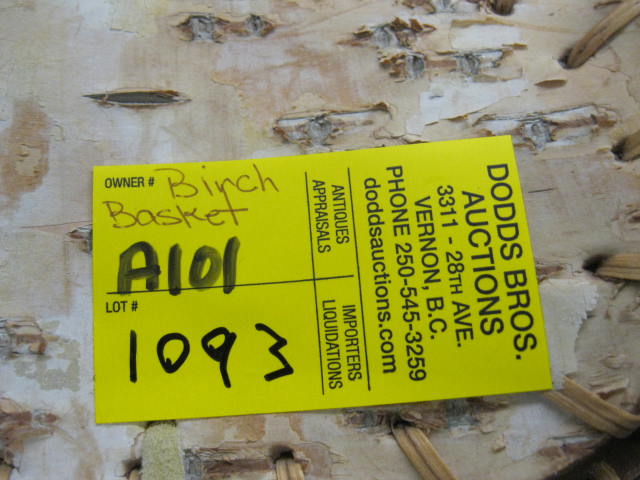 OWNER # Birch
Basket
A101
LOT #
1093
ANTIQUES
APPRAISALS
IMPORTERS
LIQUIDATIONS
DODDS BROS.
AUCTIONS
3311 - 28TH AVE.
VERNON, B.C.
PHONE 250-545-3259
doddsauctions.com